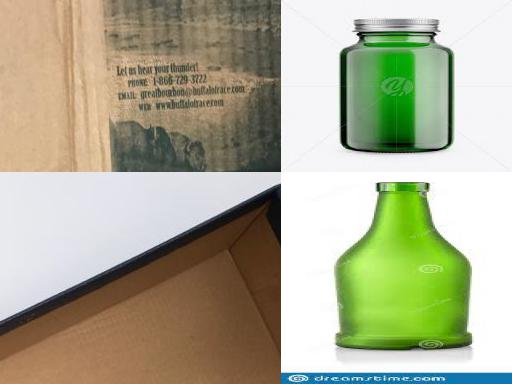 Let us hear your thunder!
PHONE: 1-866-729-3722
EMAIL: greatbourbon@buffalotrace.com
WEB: www.buffalotrace.com
dreamstime.com